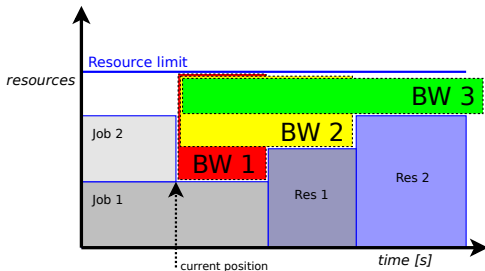 Resource limit
resources
BW 3
Job 2
BW 2
BW 1
Job 1
Res 1
Res 2
time [s]
current position